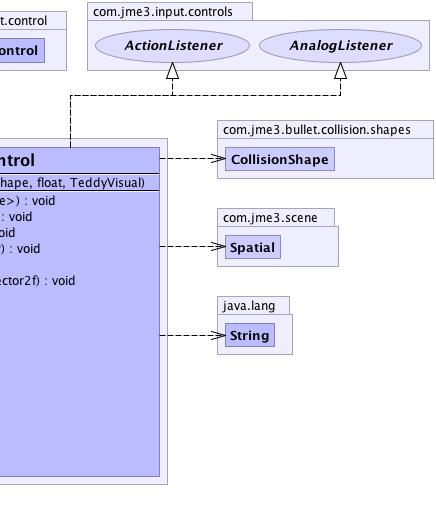 com.jme3.input.controls
t.control
ontrol
ActionListener
AnalogListener
com.jme3.bullet.collision.shapes
CollisionShape
ntrol
hape, float, TeddyVisual)
e>) : void
: void
oid
r) : void
ector2f) : void
com.jme3.scene
Spatial
java.lang
String